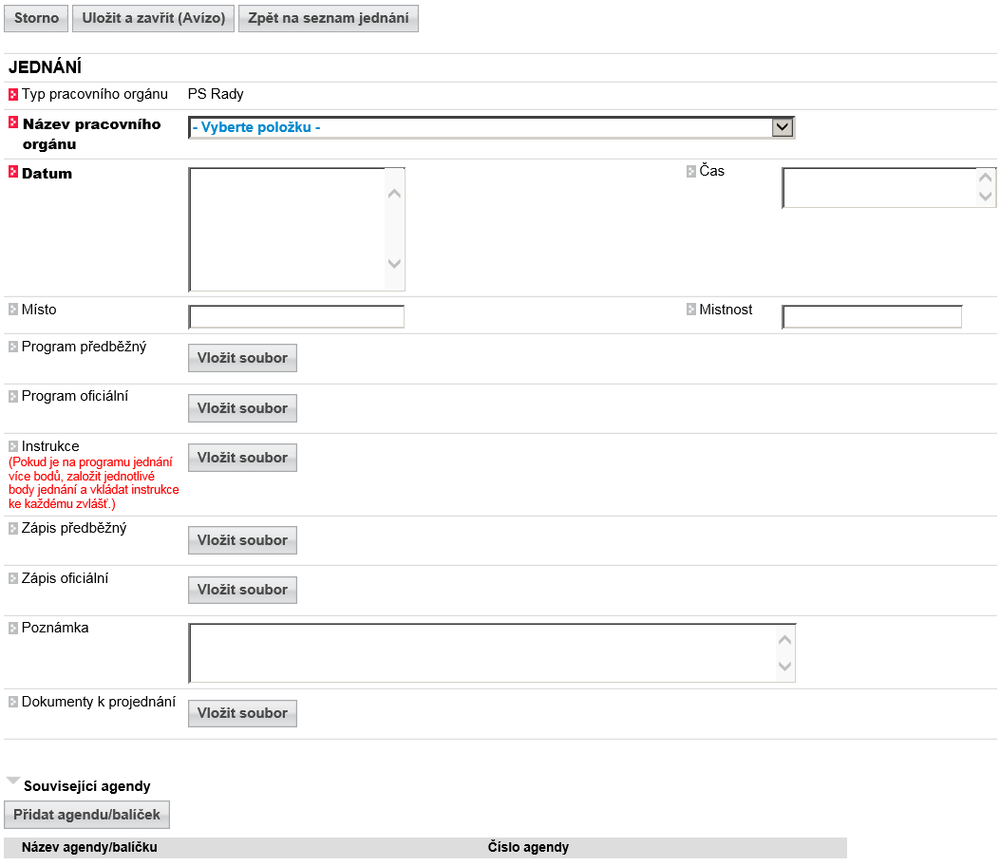 Storno Uložit a zavřít (Avízo) Zpět na seznam jednání
JEDNÁNÍ
Typ pracovního orgánu PS Rady
Název pracovního - Vyberte položku -
orgánu
Datum Čas
Místo Mistnost
Program předběžný
Vložit soubor
Program oficiální
Vložit soubor
Instrukce
Vložit soubor
(Pokud je na programu jednání
více bodů, založit jednotlivé
body jednání a vkládat instrukce
ke každému zvlášť.)
Zápis předběžný
Vložit soubor
Zápis oficiální
Vložit soubor
Poznámka
Dokumenty k projednání
Vložit soubor
Související agendy
Přidat agendu/balíček
Název agendy/balíčku Číslo agendy